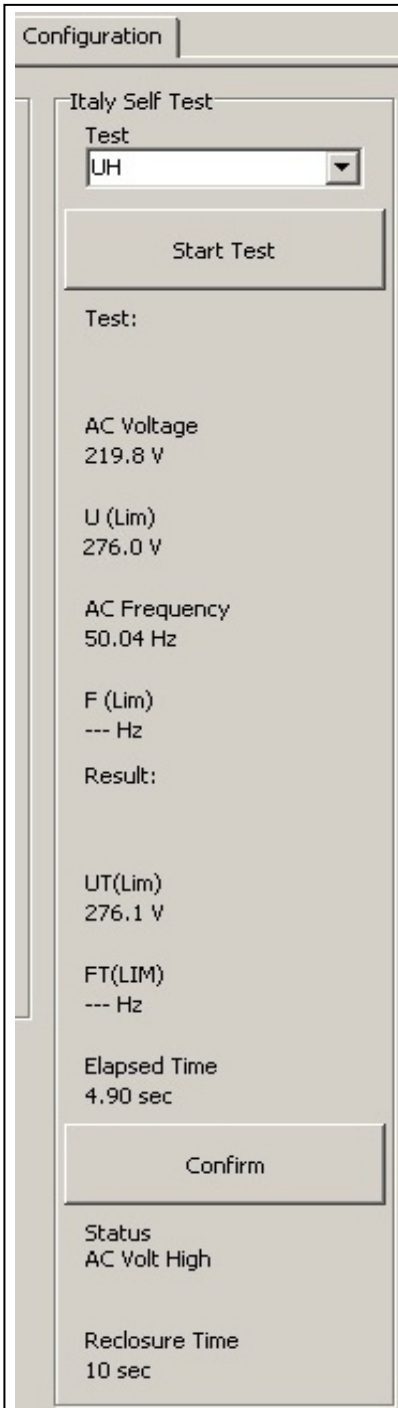 Configuration
Italy Self Test
Test
UH
Start Test
Test:
AC Voltage
219.8 V
U (Lim)
276.0 V
AC Frequency
50.04 Hz
F (Lim)
--- Hz
Result:
UT(Lim)
276.1 V
FT(LIM)
--- Hz
Elapsed Time
4.90 sec
Confirm
Status
AC Volt High
Reclosure Time
10 sec